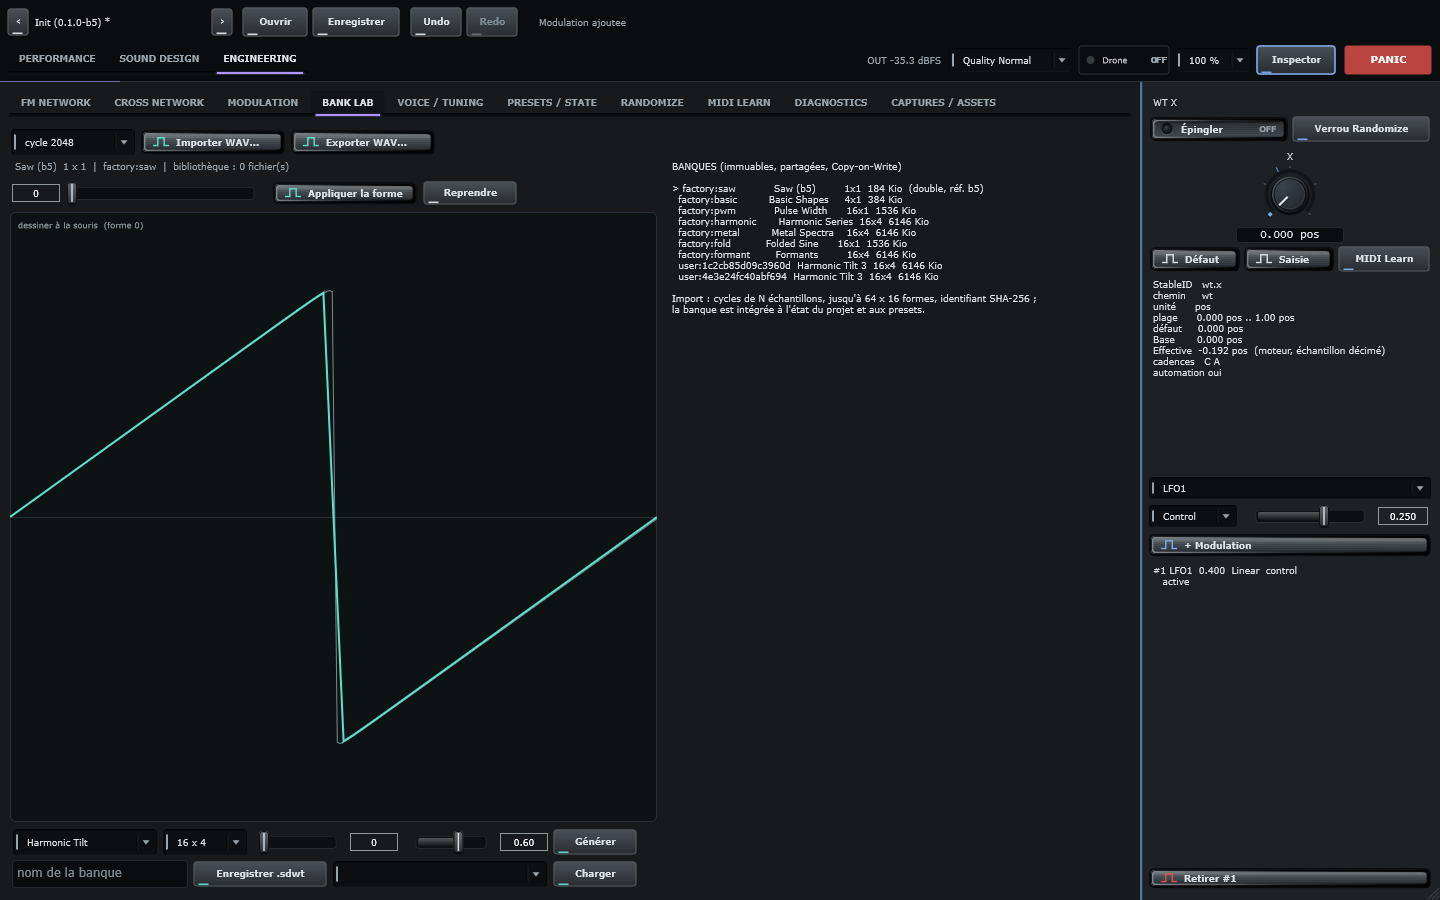 < Init (0.1.0-b5) * > Ouvrir Enregistrer Undo Redo Modulation ajoutee
PERFORMANCE SOUND DESIGN ENGINEERING OUT -35.3 dBFS Quality Normal Drone OFF 100 % Inspector PANIC
FM NETWORK CROSS NETWORK MODULATION BANK LAB VOICE / TUNING PRESETS / STATE RANDOMIZE MIDI LEARN DIAGNOSTICS CAPTURES / ASSETS
cycle 2048 Importer WAV... Exporter WAV...
Saw (b5) 1 x 1 | factory:saw | bibliothèque : 0 fichier(s)
0 Appliquer la forme Reprendre
dessiner à la souris (forme 0)
Harmonic Tilt 16 x 4 0 0.60 Générer
nom de la banque Enregistrer .sdwt Charger
BANQUES (immuables, partagées, Copy-on-Write)
> factory:saw Saw (b5) 1x1 184 Kio (double, réf. b5)
factory:basic Basic Shapes 4x1 384 Kio
factory:pwm Pulse Width 16x1 1536 Kio
factory:harmonic Harmonic Series 16x4 6146 Kio
factory:metal Metal Spectra 16x4 6146 Kio
factory:fold Folded Sine 16x1 1536 Kio
factory:formant Formants 16x4 6146 Kio
user:1c2cb85d09c3960d Harmonic Tilt 3 16x4 6146 Kio
user:4e3e24fc40abf694 Harmonic Tilt 3 16x4 6146 Kio
Import : cycles de N échantillons, jusqu'à 64 x 16 formes, identifiant SHA-256 ;
la banque est intégrée à l'état du projet et aux presets.
WT X
Épingler OFF Verrou Randomize
X
0.000 pos
Défaut Saisie MIDI Learn
StableID wt.x
chemin wt
unité pos
plage 0.000 pos .. 1.00 pos
défaut 0.000 pos
Base 0.000 pos
Effective -0.192 pos (moteur, échantillon décimé)
cadences C A
automation oui
LFO1
Control 0.250
+ Modulation
#1 LFO1 0.400 Linear control
active
Retirer #1